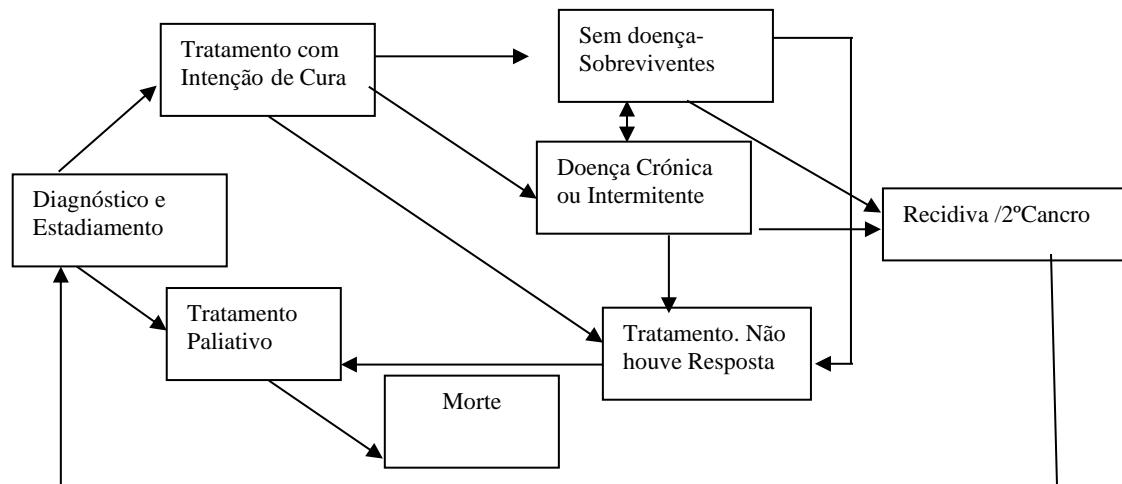 Tratamento com
Intenção de Cura
Sem doença-
Sobreviventes
Doença Crónica
ou Intermitente
Diagnóstico e
Estadiamento
Recidiva /2ºCancro
Tratamento
Paliativo
Tratamento. Não
houve Resposta
Morte